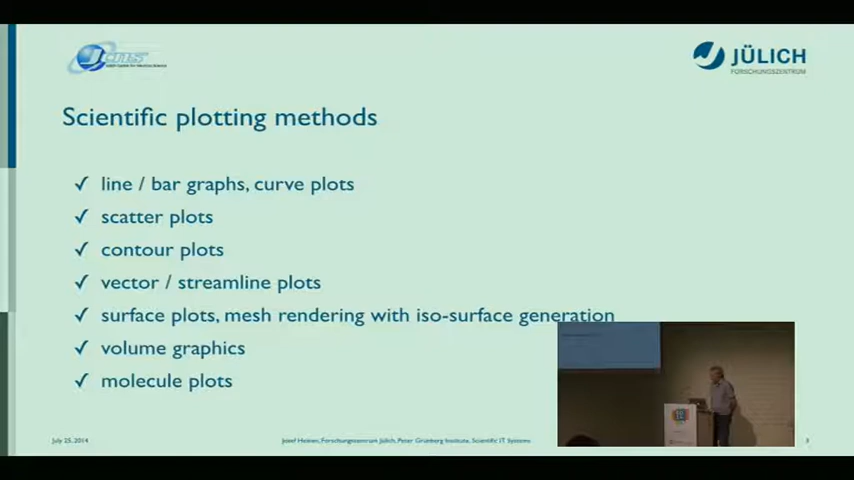 JCNS
JÜLICH
FORSCHUNGSZENTRUM
Scientific plotting methods
✓ line / bar graphs, curve plots
✓ scatter plots
✓ contour plots
✓ vector / streamline plots
✓ surface plots, mesh rendering with iso-surface generation
✓ volume graphics
✓ molecule plots
July 25, 2014
Josef Heinen, Forschungszentrum Jülich, Peter Grünberg Institute, Scientific IT Systems
3